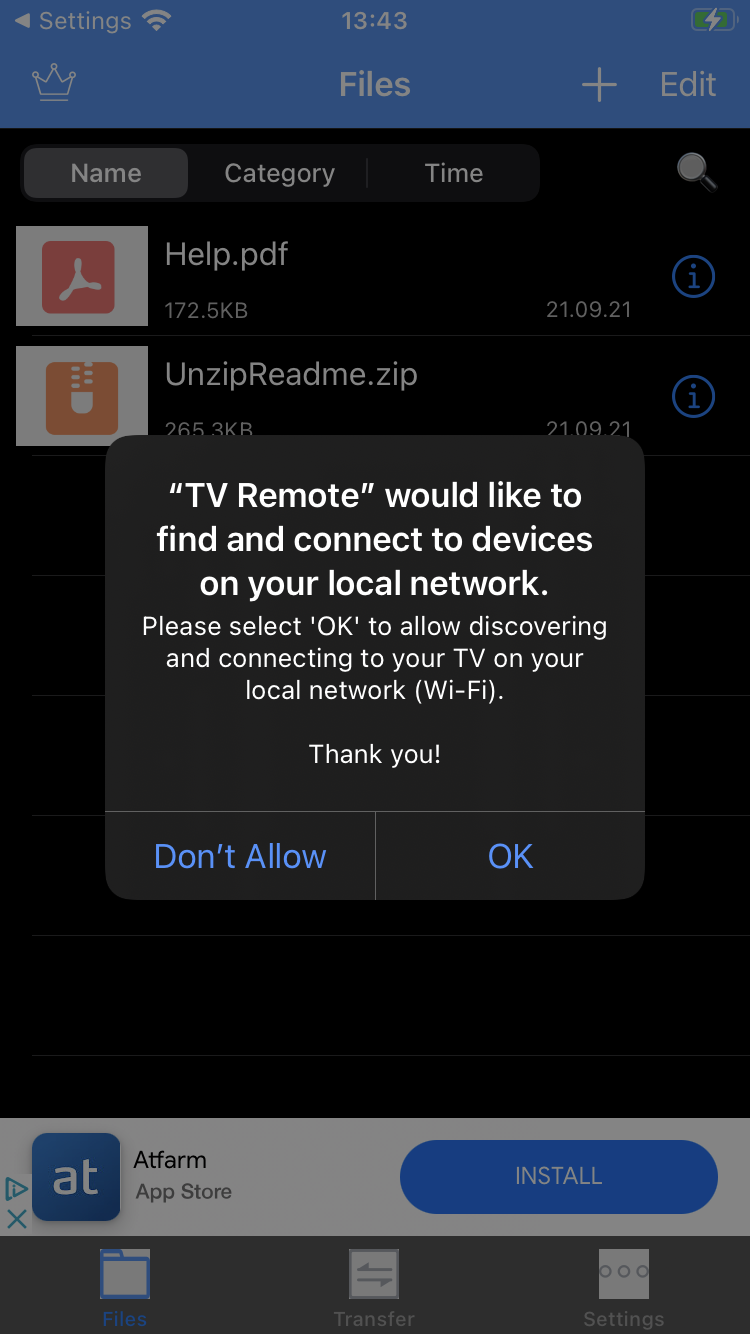 Settings
13:43
Files
Edit
Name
Category
Time
Help.pdf
172.5KB
21.09.21
UnzipReadme.zip
265.3KB
21.09.21
“TV Remote” would like to
find and connect to devices
on your local network.
Please select 'OK' to allow discovering
and connecting to your TV on your
local network (Wi-Fi).
Thank you!
Don’t Allow
OK
at
Atfarm
App Store
INSTALL
Files
Transfer
Settings